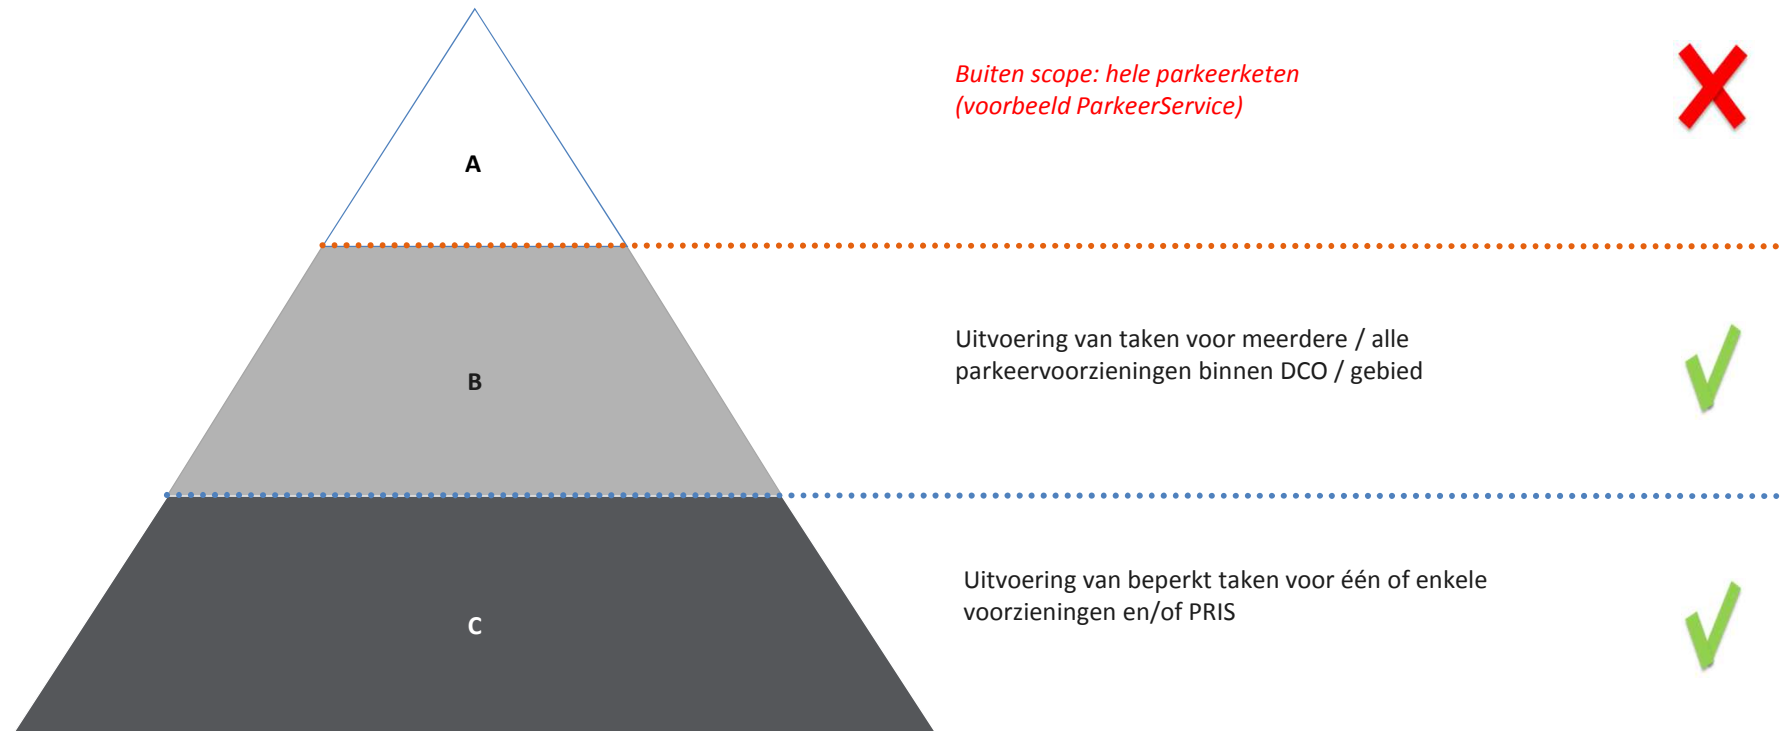 Buiten scope: hele parkeerketen
(voorbeeld ParkeerService)
A
Uitvoering van taken voor meerdere / alle
parkeervoorzieningen binnen DCO / gebied
B
Uitvoering van beperkt taken voor één of enkele
voorzieningen en/of PRIS
C